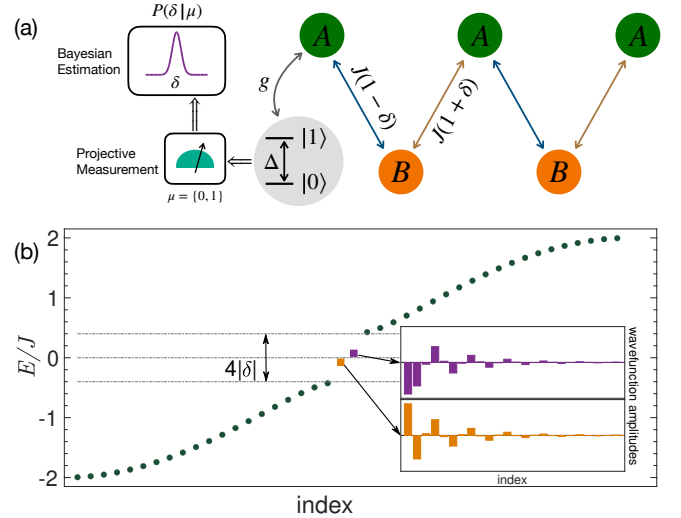 (a)
P(δ|μ)
Bayesian
Estimation
δ
Projective
Measurement
μ = {0, 1}
g
Δ
|1⟩
|0⟩
A
A
A
J(1 − δ)
J(1 + δ)
B
B
(b)
E/J
2
1
0
-1
-2
4|δ|
wavefunction amplitudes
index
index